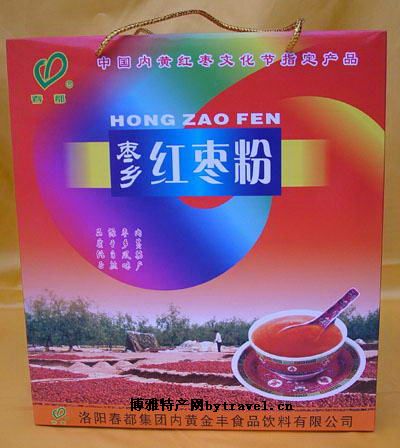 中国内黄红枣文化节指定产品
春都
®
HONG ZAO FEN
枣乡
红枣粉
博雅特产网bytravel.cn
洛阳春都集团内黄金丰食品饮料有限公司